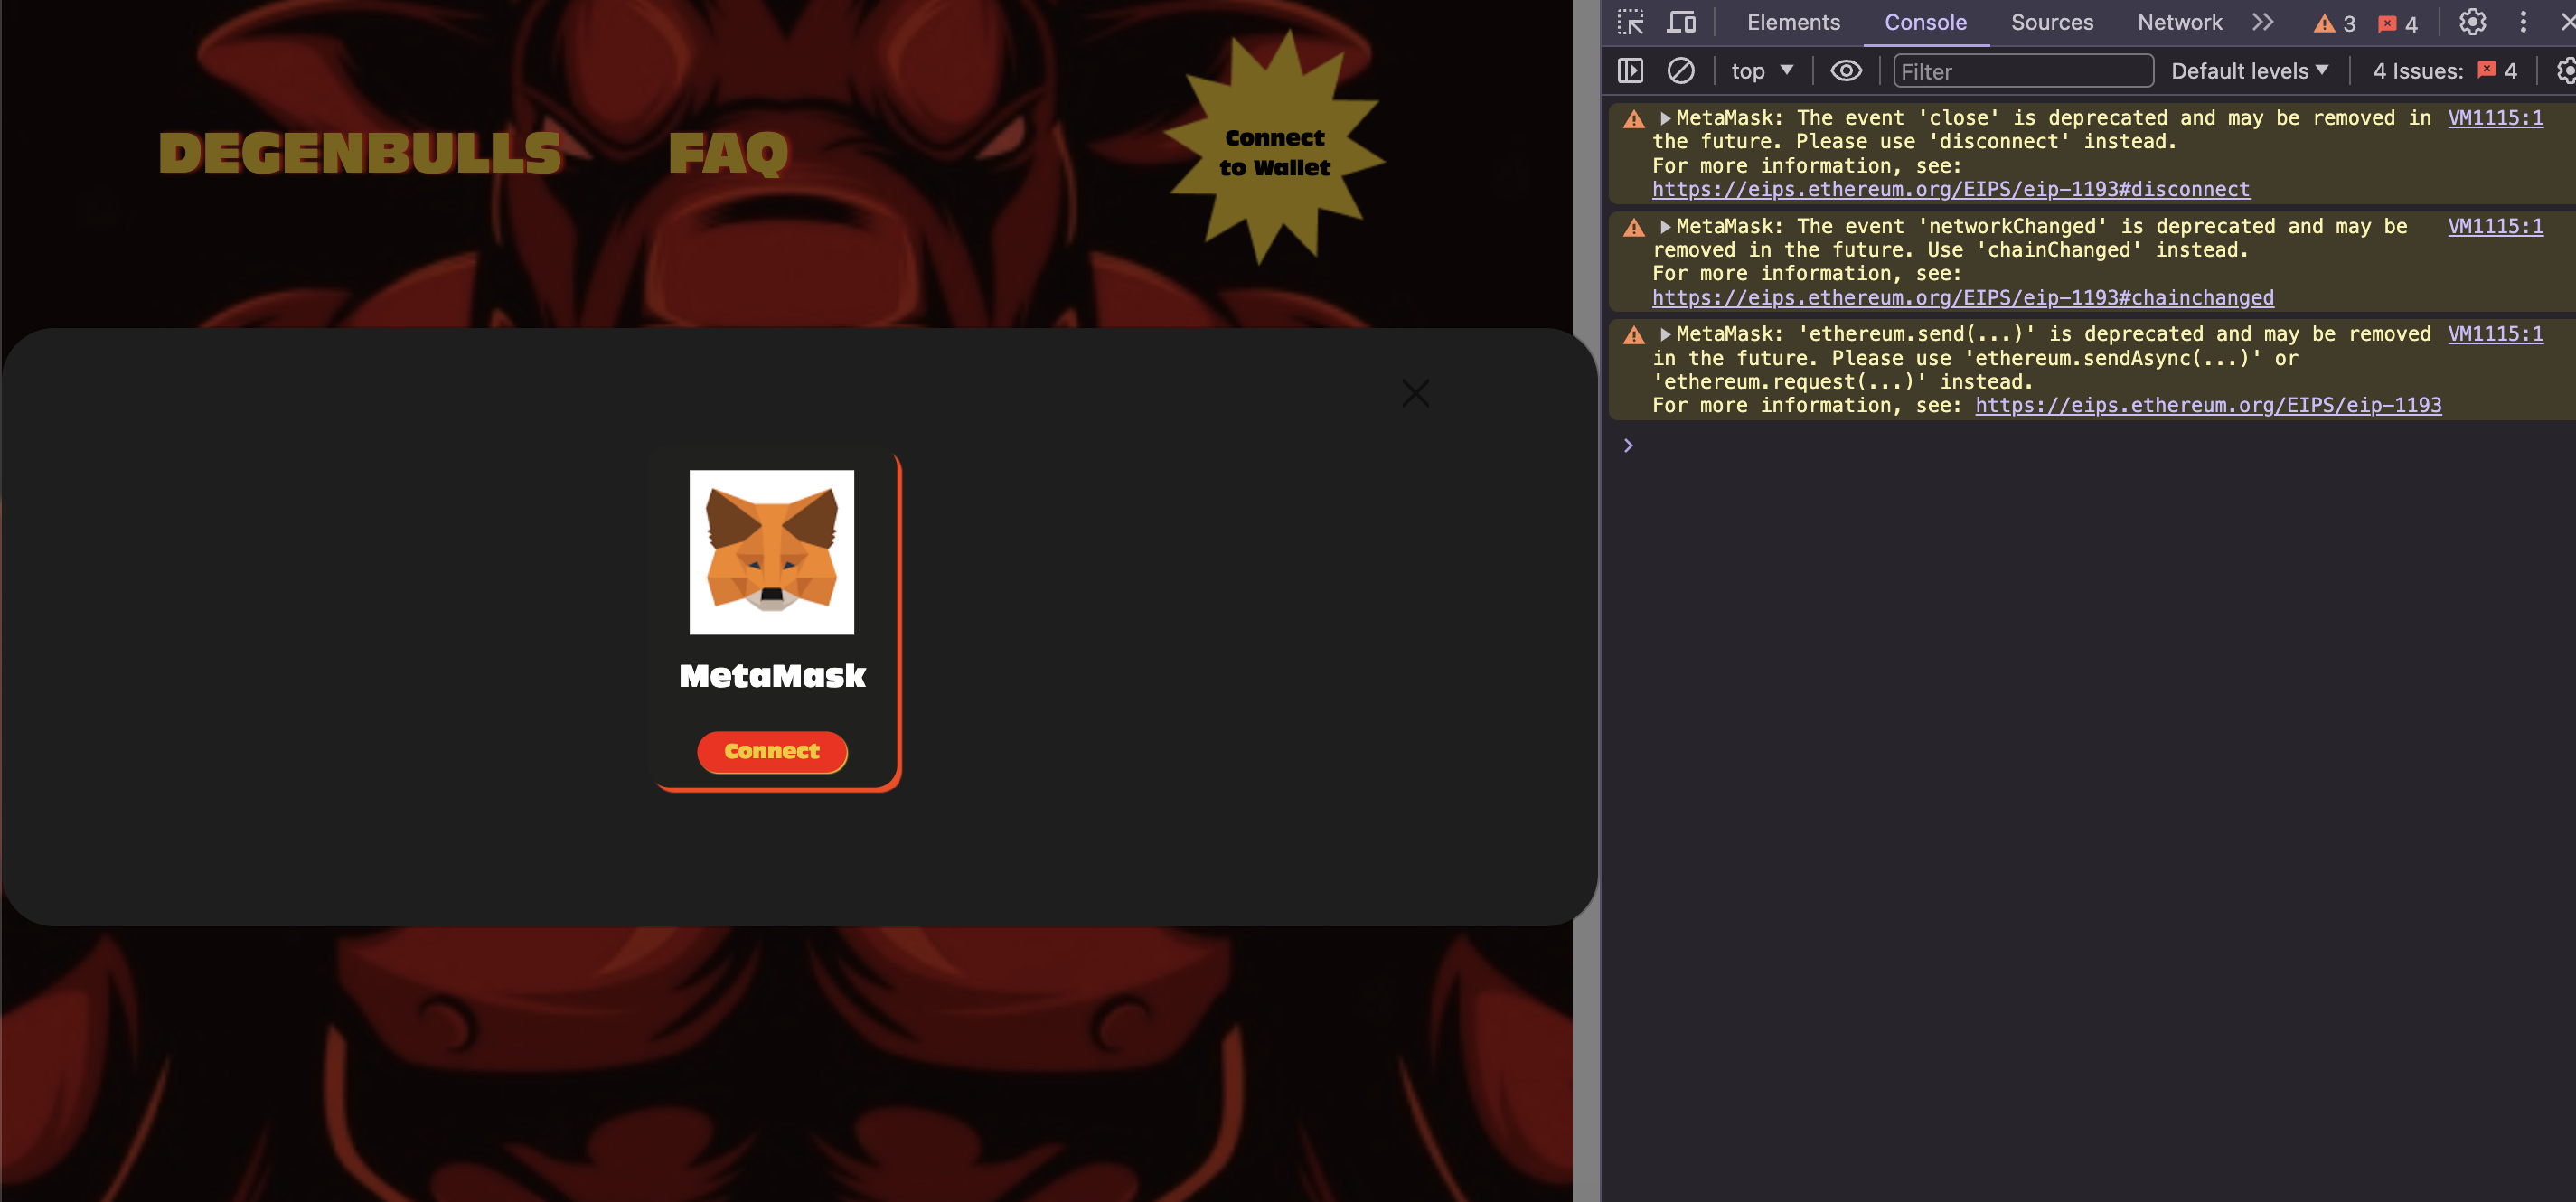 DEGENBULLS
FAQ
Connect
to Wallet
MetaMask
Connect
Elements
Console
Sources
Network
3
4
top
Filter
Default levels
4 Issues:
4
MetaMask: The event 'close' is deprecated and may be removed in
VM1115:1
the future. Please use 'disconnect' instead.
For more information, see:
https://eips.ethereum.org/EIPS/eip-1193#disconnect
MetaMask: The event 'networkChanged' is deprecated and may be
VM1115:1
removed in the future. Use 'chainChanged' instead.
For more information, see:
https://eips.ethereum.org/EIPS/eip-1193#chainchanged
MetaMask: 'ethereum.send(...)' is deprecated and may be removed
VM1115:1
in the future. Please use 'ethereum.sendAsync(...)' or
'ethereum.request(...)' instead.
For more information, see: https://eips.ethereum.org/EIPS/eip-1193